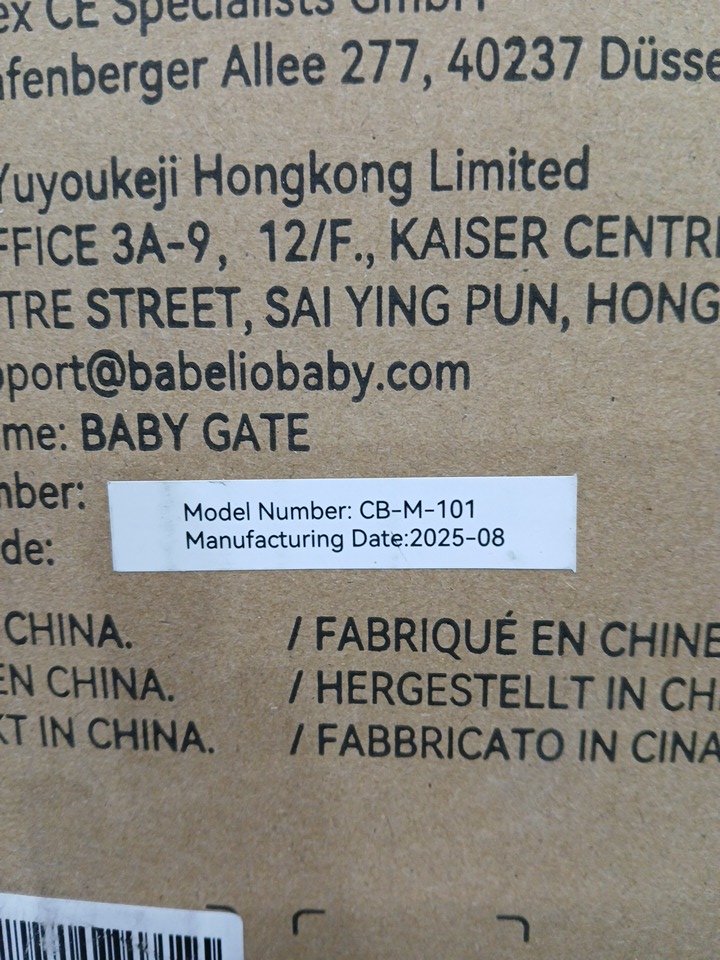 ex CE Specialists GmbH
afenberger Allee 277, 40237 Düsse
Yuyoukeji Hongkong Limited
FFICE 3A-9, 12/F., KAISER CENTR
TRE STREET, SAI YING PUN, HONG
pport@babeliobaby.com
me: BABY GATE
mber:
Model Number: CB-M-101
de:
Manufacturing Date:2025-08
CHINA. / FABRIQUÉ EN CHINE
EN CHINA. / HERGESTELLT IN CH
KT IN CHINA. / FABBRICATO IN CINA